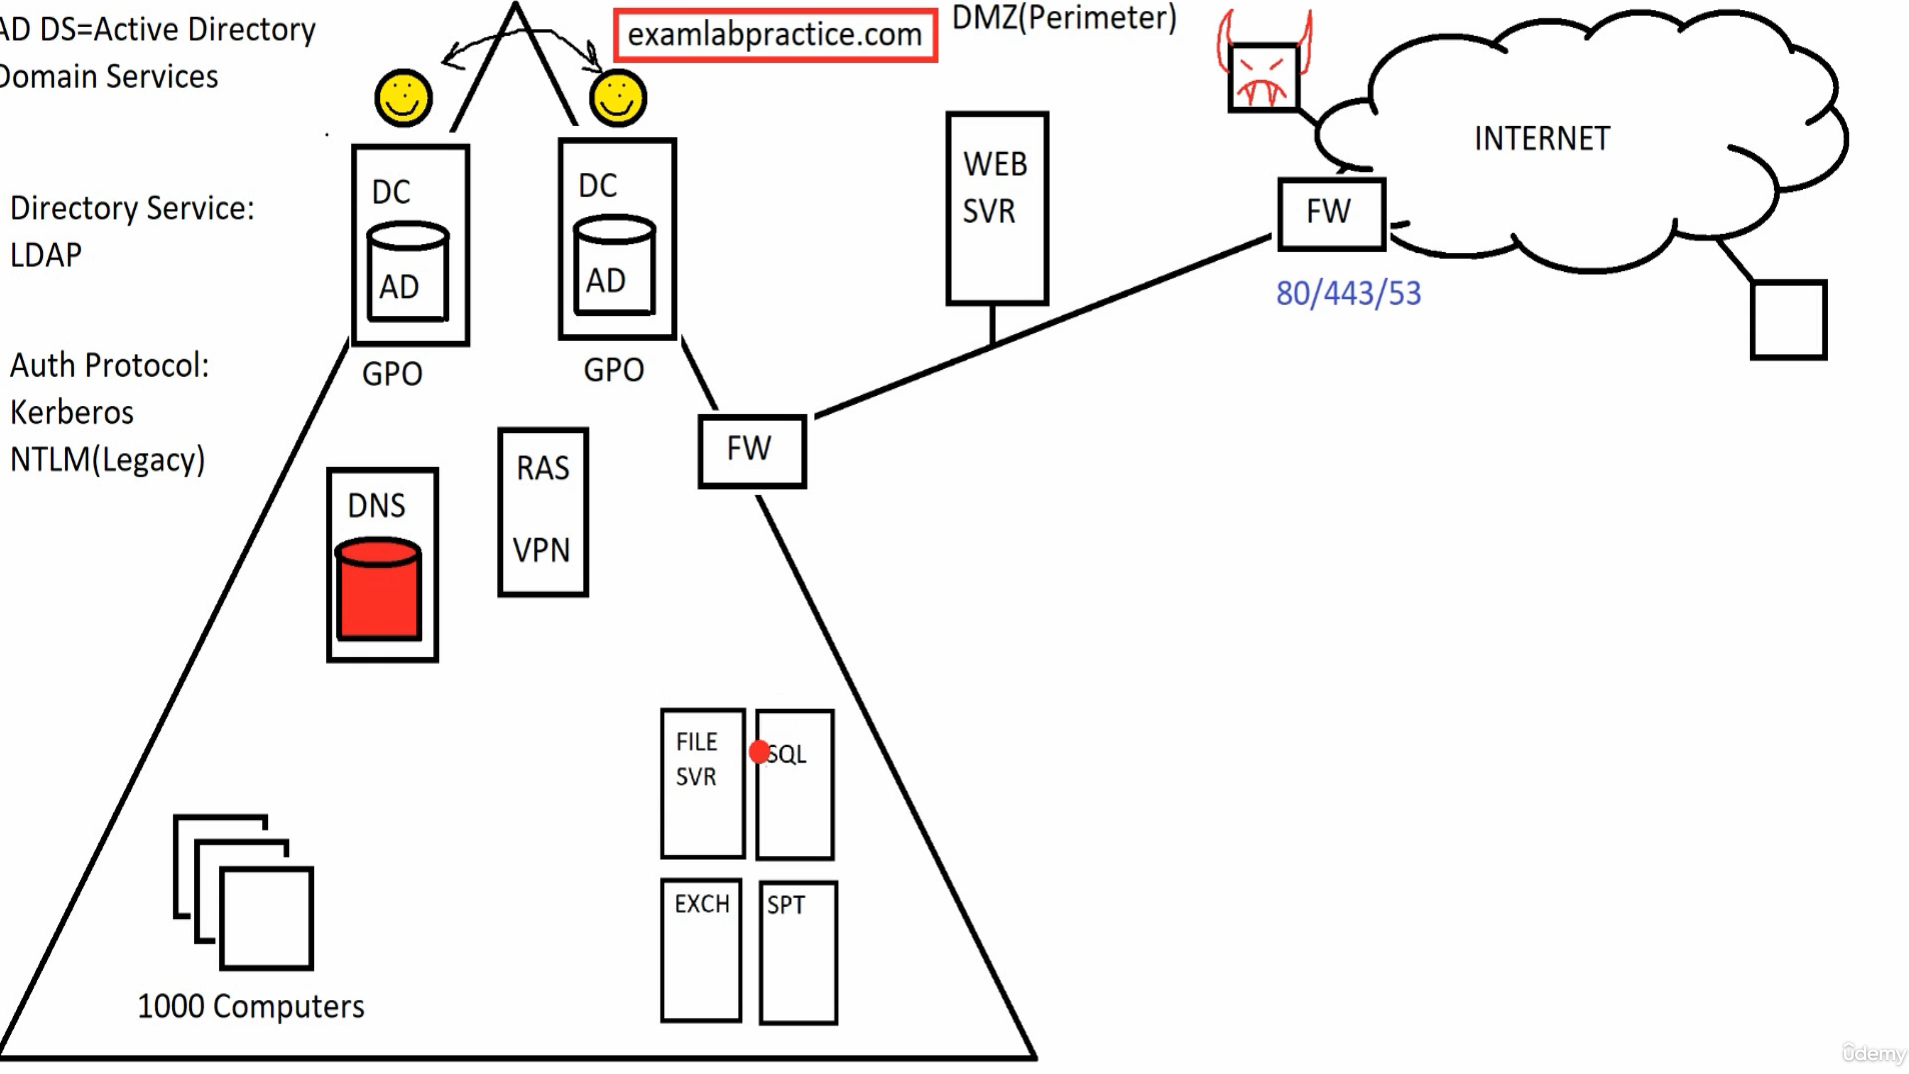 AD DS=Active Directory
Domain Services
examlabpractice.com
DMZ(Perimeter)
Directory Service:
LDAP
Auth Protocol:
Kerberos
NTLM(Legacy)
DC
AD
GPO
DC
AD
GPO
WEB
SVR
FW
80/443/53
INTERNET
FW
DNS
RAS
VPN
FILE
SVR
SQL
EXCH
SPT
1000 Computers
ûdemy